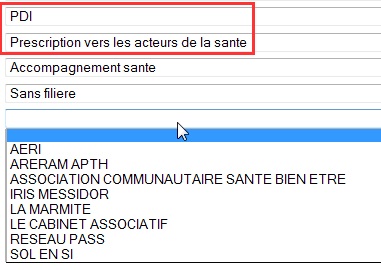 PDI
Prescription vers les acteurs de la sante
Accompagnement sante
Sans filiere
AERI
ARERAM APTH
ASSOCIATION COMMUNAUTAIRE SANTE BIEN ETRE
IRIS MESSIDOR
LA MARMITE
LE CABINET ASSOCIATIF
RESEAU PASS
SOL EN SI